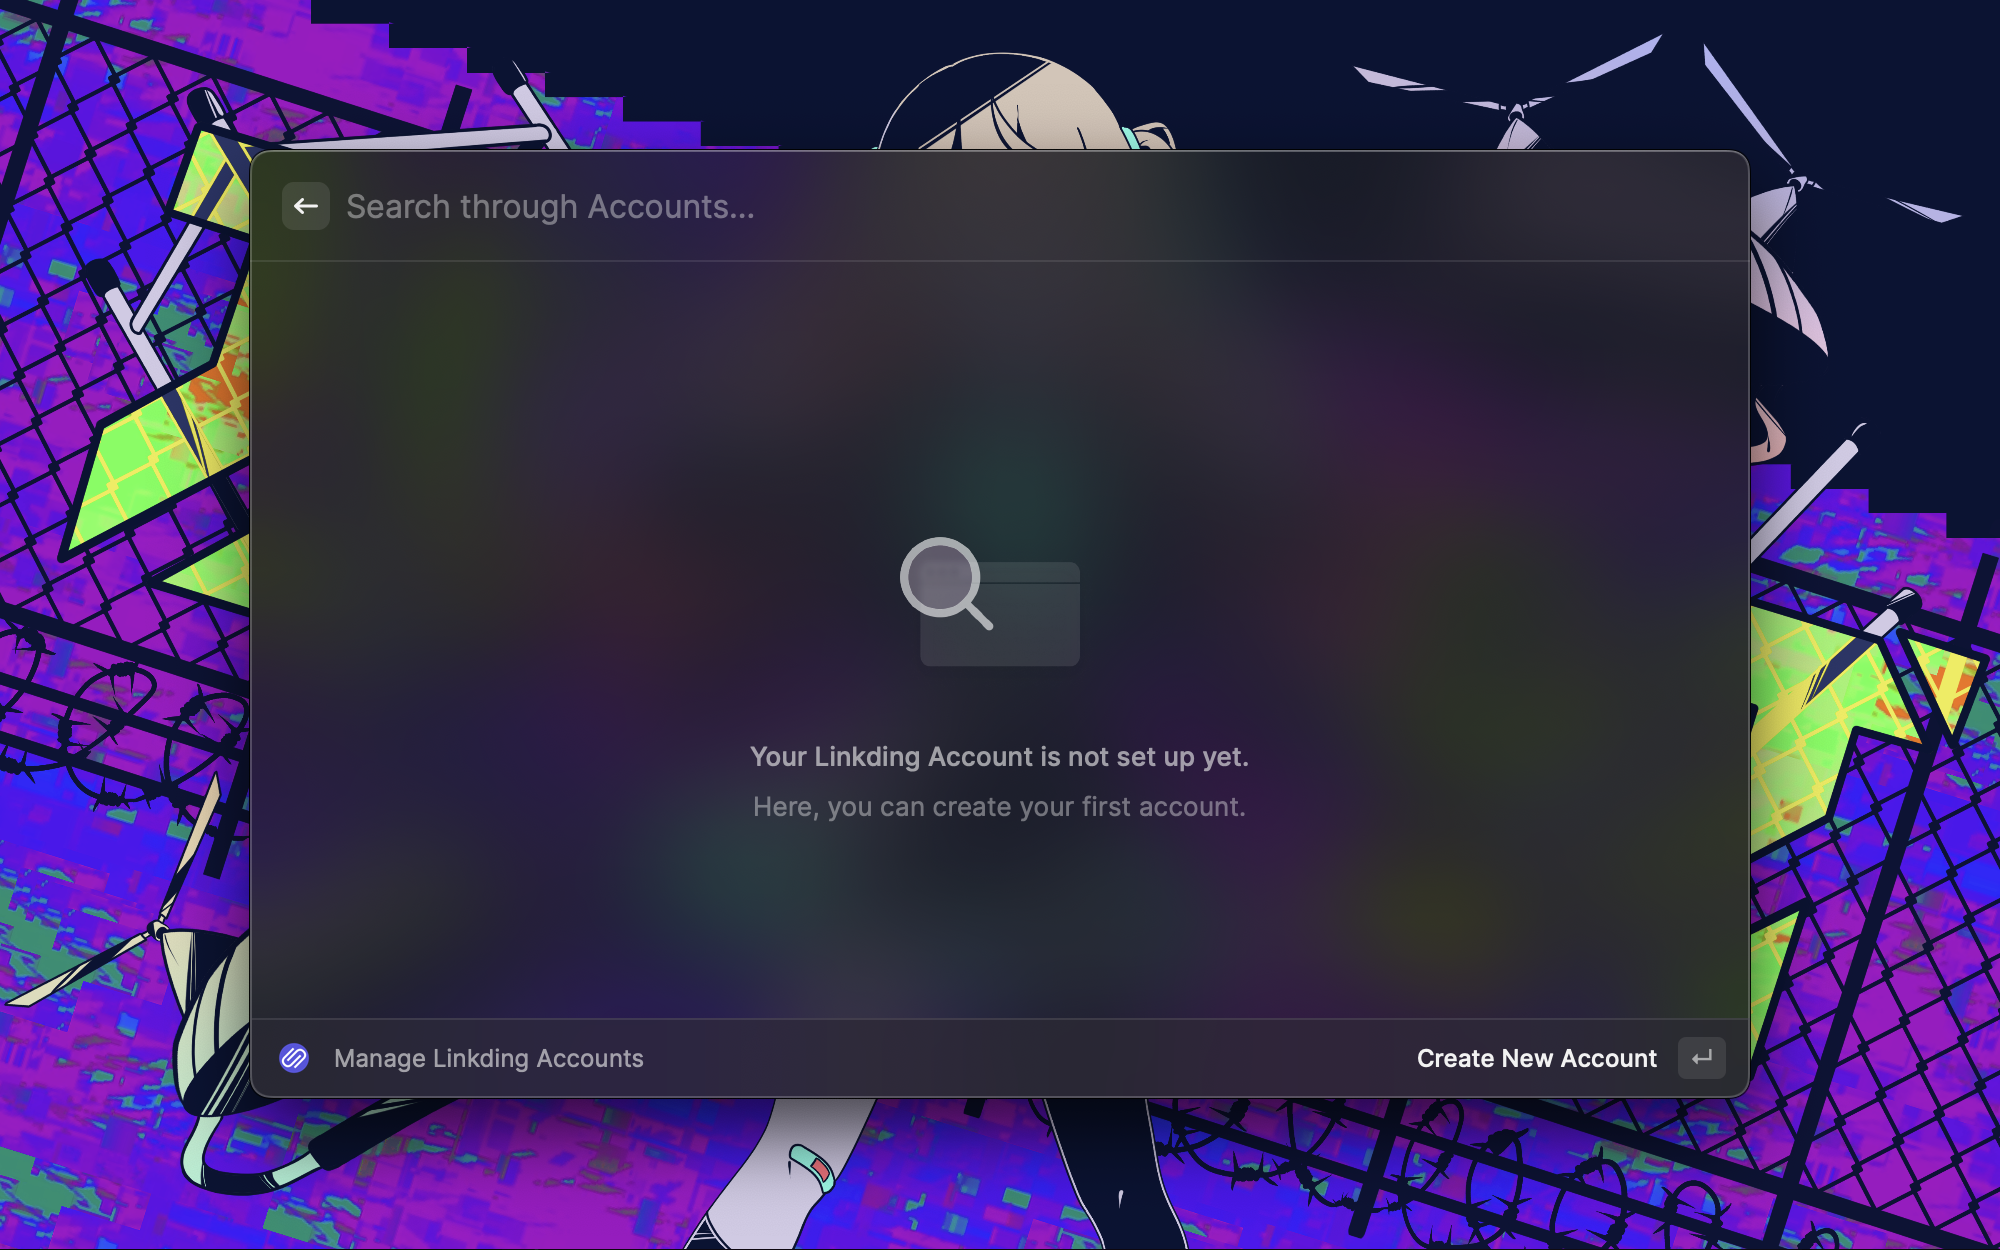 Search through Accounts...
Your Linkding Account is not set up yet.
Here, you can create your first account.
Manage Linkding Accounts
Create New Account